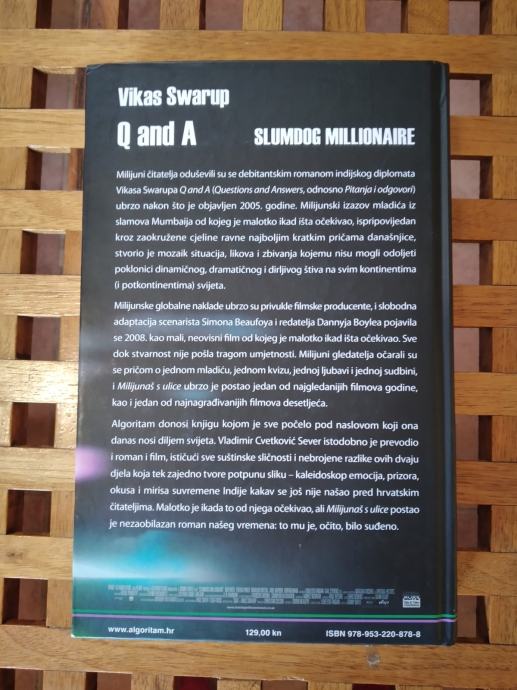 Vikas Swarup
Q and A SLUMDOG MILLIONAIRE
Milijuni čitatelja oduševili su se debitantskim romanom indijskog diplomata
Vikasa Swarupa Q and A (Questions and Answers, odnosno Pitanja i odgovori)
ubrzo nakon što je objavljen 2005. godine. Milijunski izazov mladića iz
slamova Mumbaija od kojeg je malotko ikad išta očekivao, ispripovijedan
kroz zaokružene cjeline ravne najboljim kratkim pričama današnjice,
stvorio je mozaik situacija, likova i zbivanja kojemu nisu mogli odoljeti
poklonici dinamičnog, dramatičnog i dirljivog štiva na svim kontinentima
(i potkontinentima) svijeta.
Milijunske globalne naklade ubrzo su privukle filmske producente, i slobodna
adaptacija scenarista Simona Beaufoya i redatelja Dannyja Boylea pojavila
se 2008. kao mali, neovisni film od kojeg je malotko ikad išta očekivao. Sve
dok stvarnost nije pošla tragom umjetnosti. Milijuni gledatelja očarali su
se pričom o jednom mladiću, jednom kvizu, jednoj ljubavi i jednoj sudbini,
i Milijunaš s ulice ubrzo je postao jedan od najgledanijih filmova godine,
kao i jedan od najnagrađivanijih filmova desetljeća.
Algoritam donosi knjigu kojom je sve počelo pod naslovom koji ona
danas nosi diljem svijeta. Vladimir Cvetković Sever istodobno je prevodio
i roman i film, ističući sve suštinske sličnosti i nebrojene razlike ovih dvaju
djela koja tek zajedno tvore potpunu sliku – kaleidoskop emocija, prizora,
okusa i mirisa suvremene Indije kakav se još nije našao pred hrvatskim
čitateljima. Malotko je ikada to od njega očekivao, ali Milijunaš s ulice postao
je nezaobilazan roman našeg vremena: to mu je, očito, bilo suđeno.
www.algoritam.hr 129,00 kn ISBN 978-953-220-878-8